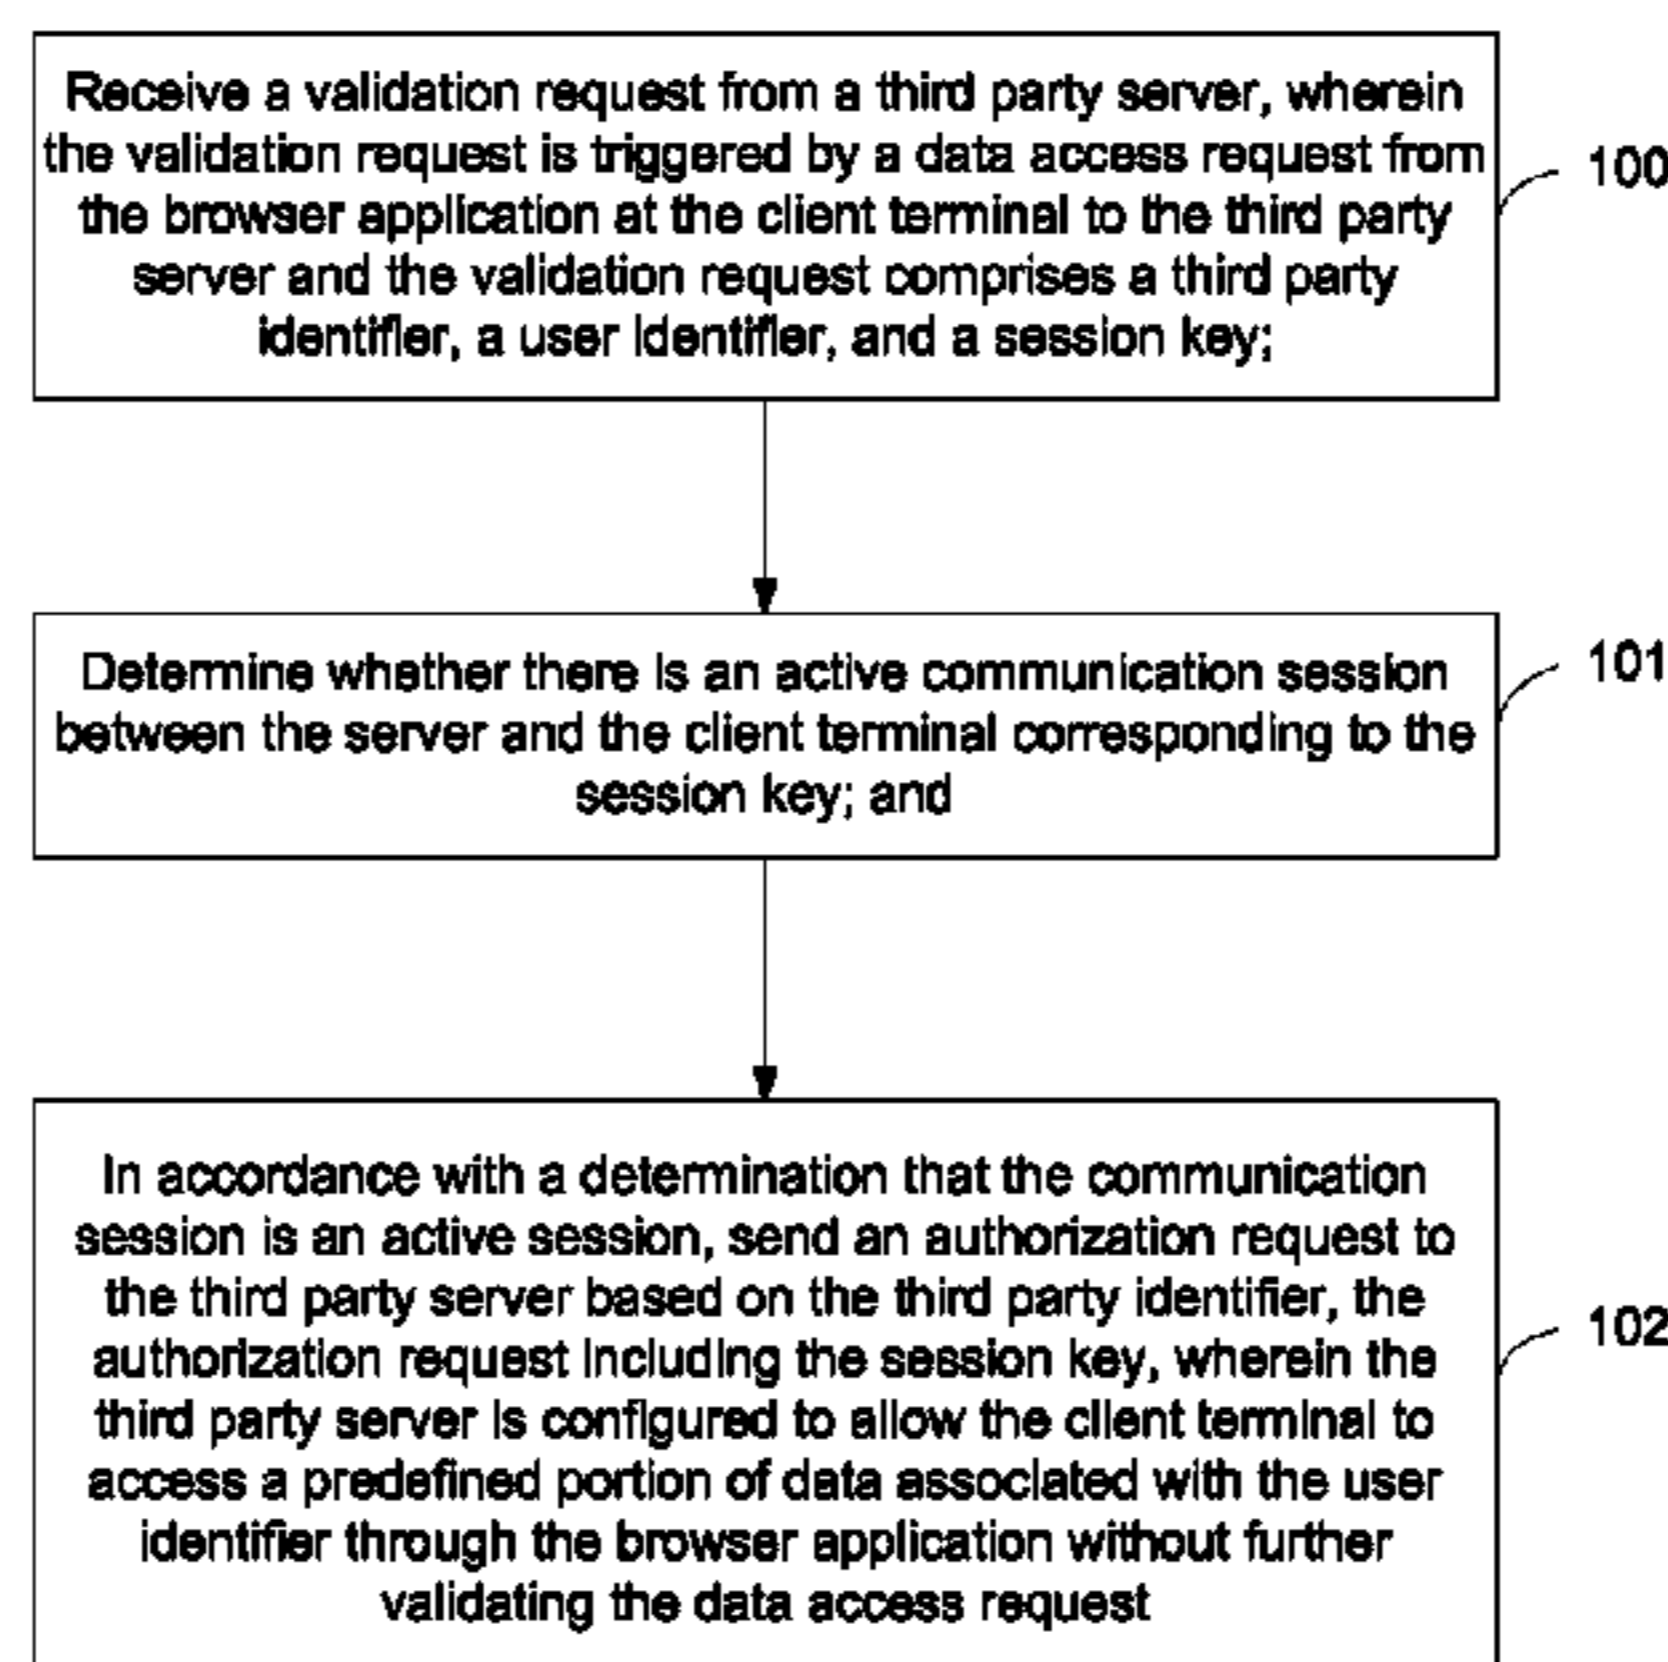 Receive a validation request from a third party server, wherein
the validation request is triggered by a data access request from
the browser application at the client terminal to the third party
server and the validation request comprises a third party
identifier, a user identifier, and a session key;
100
Determine whether there is an active communication session
between the server and the client terminal corresponding to the
session key; and
101
In accordance with a determination that the communication
session is an active session, send an authorization request to
the third party server based on the third party identifier, the
authorization request including the session key, wherein the
third party server is configured to allow the client terminal to
access a predefined portion of data associated with the user
identifier through the browser application without further
validating the data access request
102